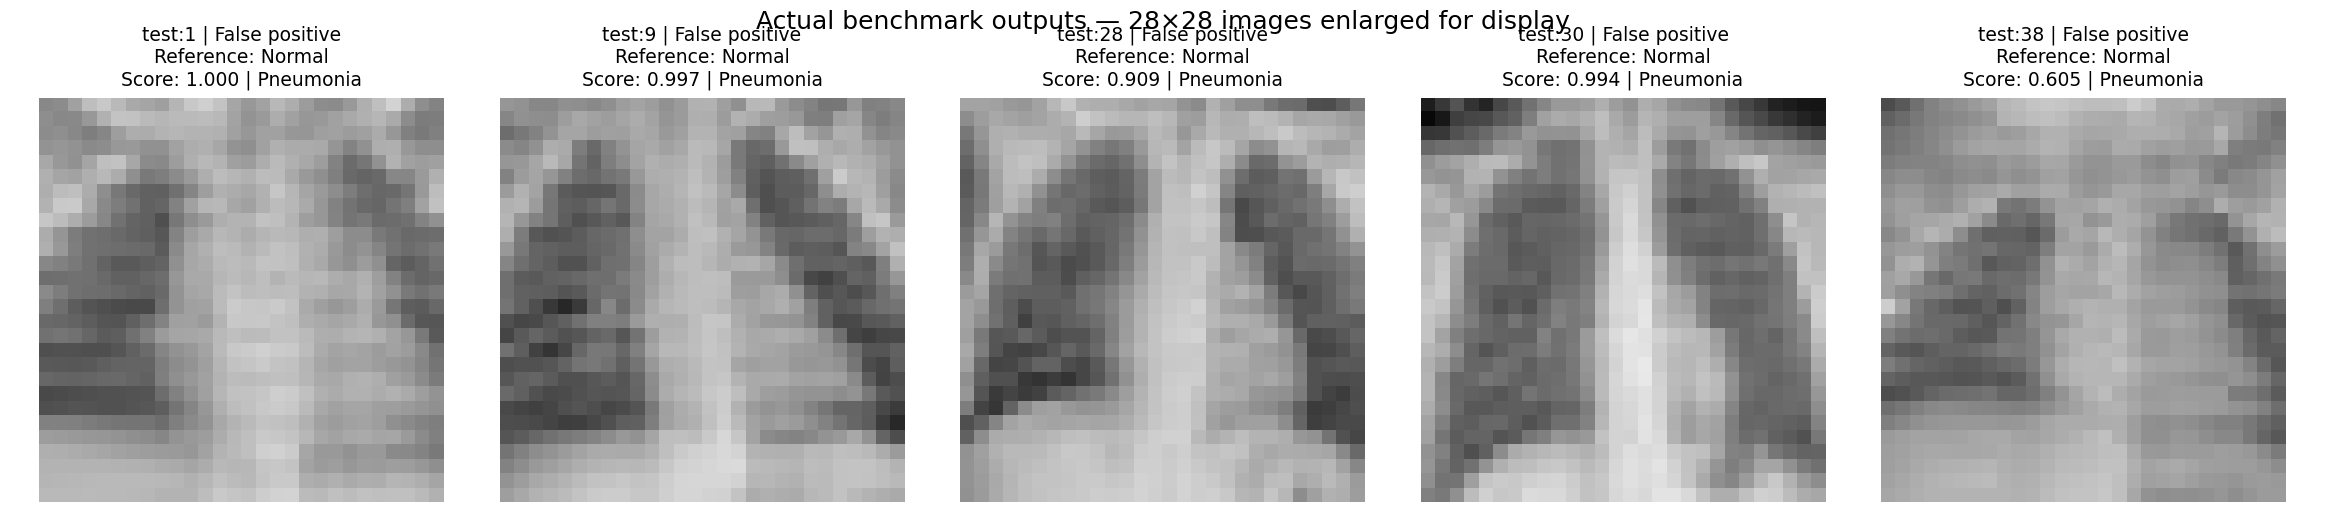 Actual benchmark outputs — 28×28 images enlarged for display
test:1 | False positive
Reference: Normal
Score: 1.000 | Pneumonia
test:9 | False positive
Reference: Normal
Score: 0.997 | Pneumonia
test:28 | False positive
Reference: Normal
Score: 0.909 | Pneumonia
test:30 | False positive
Reference: Normal
Score: 0.994 | Pneumonia
test:38 | False positive
Reference: Normal
Score: 0.605 | Pneumonia